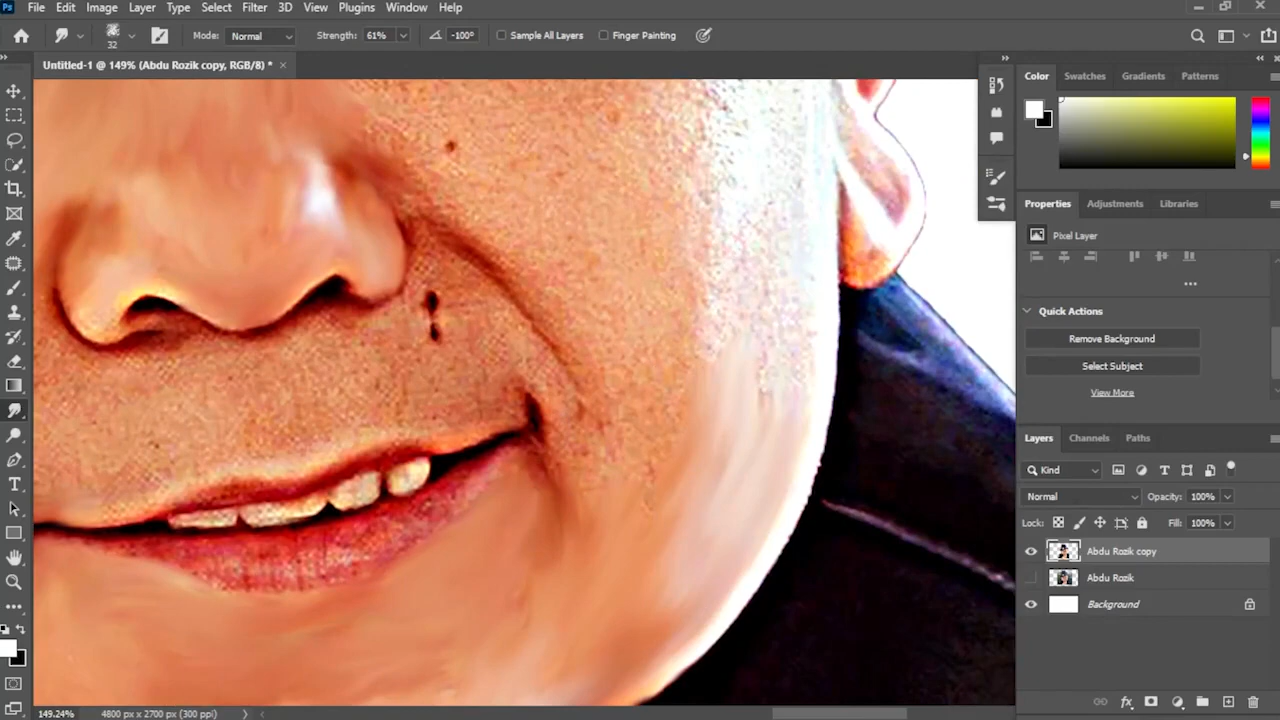 Ps File Edit Image Layer Type Select Filter 3D View Plugins Window Help
32 Mode: Normal Strength: 61% -100° Sample All Layers Finger Painting
Untitled-1 @ 149% (Abdu Rozik copy, RGB/8) *
Color Swatches Gradients Patterns
Properties Adjustments Libraries
Pixel Layer
Quick Actions
Remove Background
Select Subject
View More
Layers Channels Paths
Kind
Normal Opacity: 100%
Lock: Fill: 100%
Abdu Rozik copy
Abdu Rozik
Background
149.24% 4800 px x 2700 px (300 ppi)